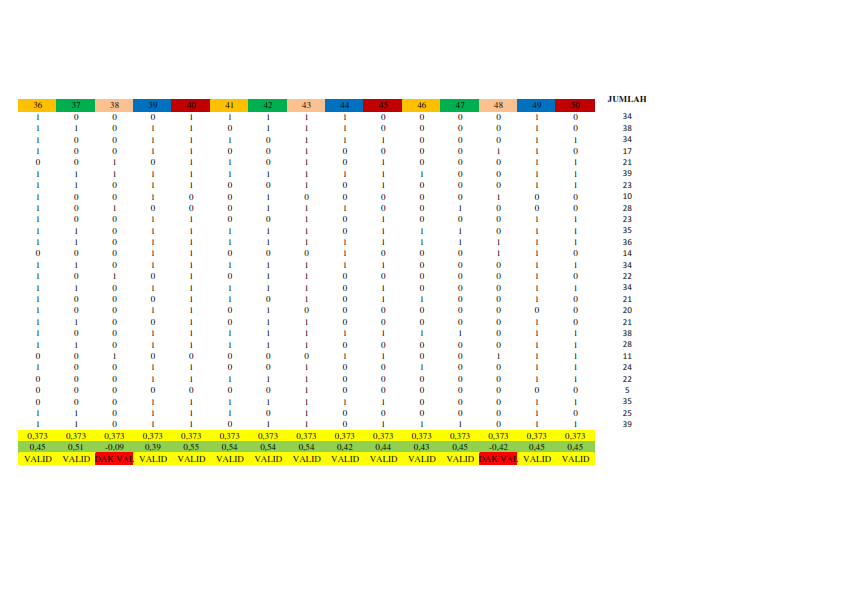 JUMLAH
36 37 38 39 40 41 42 43 44 45 46 47 48 49 50
1 0 0 0 1 1 1 1 1 0 0 0 0 1 0 34
1 1 0 1 1 0 1 1 1 0 0 0 0 1 0 38
1 0 0 1 1 1 0 1 1 1 0 0 0 1 1 34
1 0 0 1 1 0 0 1 0 0 0 0 1 1 0 17
0 0 1 0 1 1 0 1 0 1 0 0 0 1 1 21
1 1 1 1 1 1 1 1 1 1 1 0 0 1 1 39
1 1 0 1 1 0 0 1 0 1 0 0 0 1 1 23
1 0 0 1 0 0 1 0 0 0 0 0 1 0 0 10
1 0 1 0 0 0 1 1 1 0 0 1 0 0 0 28
1 0 0 1 1 0 0 1 0 1 0 0 0 1 1 23
1 1 0 1 1 1 1 1 0 1 1 1 0 1 1 35
1 1 0 1 1 1 1 1 1 1 1 1 1 1 1 36
0 0 0 1 1 0 0 0 1 0 0 0 1 1 0 14
1 1 0 1 1 1 1 1 1 1 0 0 0 1 1 34
1 0 1 0 1 0 1 1 0 0 0 0 0 1 0 22
1 1 0 1 1 1 1 1 0 1 0 0 0 1 1 34
1 0 0 0 1 1 0 1 0 1 1 0 0 1 0 21
1 0 0 1 1 0 1 0 0 0 0 0 0 0 0 20
1 1 0 0 1 0 1 1 0 0 0 0 0 1 0 21
1 0 0 1 1 1 1 1 1 1 1 1 0 1 1 38
1 1 0 1 1 1 1 1 0 0 0 0 0 1 1 28
0 0 1 0 0 0 0 0 1 1 0 0 1 1 1 11
1 0 0 1 1 0 0 1 0 0 1 0 0 1 1 24
0 0 0 1 1 1 1 1 0 0 0 0 0 1 1 22
0 0 0 0 0 0 0 1 0 0 0 0 0 0 0 5
0 0 0 1 1 1 1 1 1 1 0 0 0 1 1 35
1 1 0 1 1 1 0 1 0 0 0 0 0 1 0 25
1 1 0 1 1 1 1 1 0 1 1 1 0 1 1 39
0,373 0,373 0,373 0,373 0,373 0,373 0,373 0,373 0,373 0,373 0,373 0,373 0,373 0,373 0,373
0,45 0,51 -0,09 0,39 0,55 0,54 0,54 0,54 0,42 0,44 0,43 0,45 -0,42 0,45 0,45
VALID VALID DAK VAL VALID VALID VALID VALID VALID VALID VALID VALID VALID DAK VAL VALID VALID